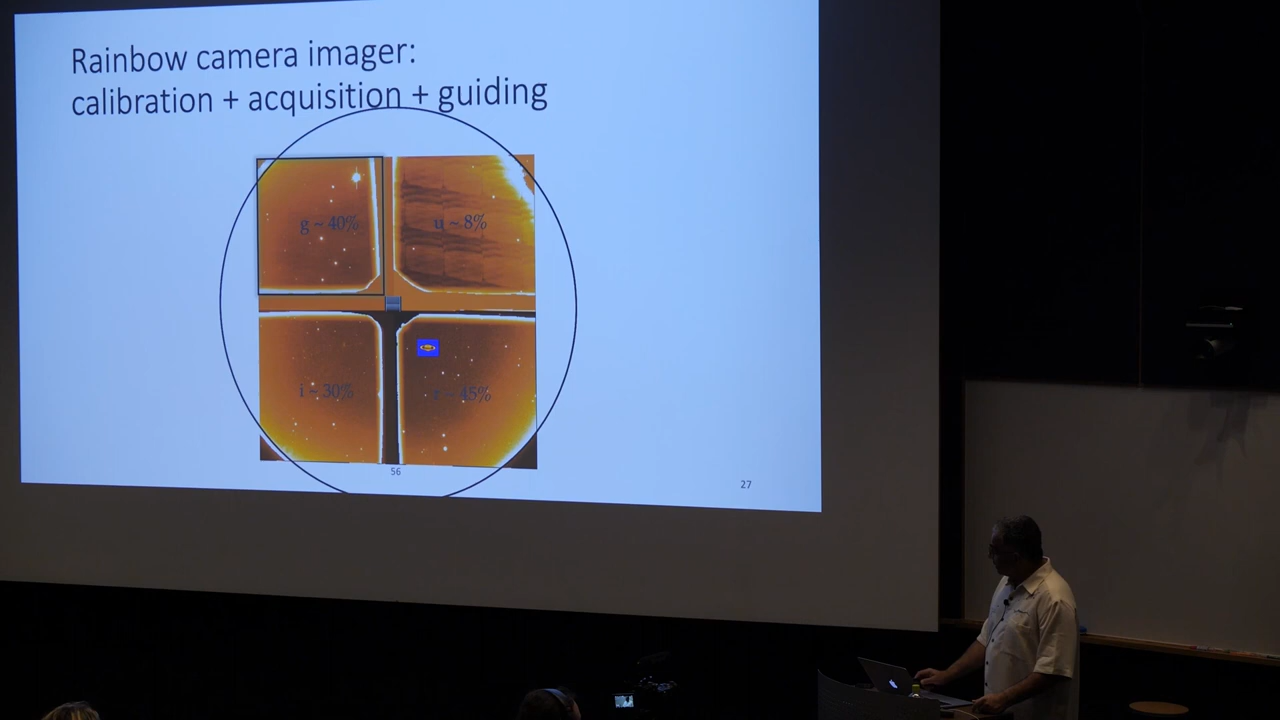 Rainbow camera imager:
calibration + acquisition + guiding
g ~ 40%
u ~ 8%
i ~ 30%
r ~ 45%
56
27